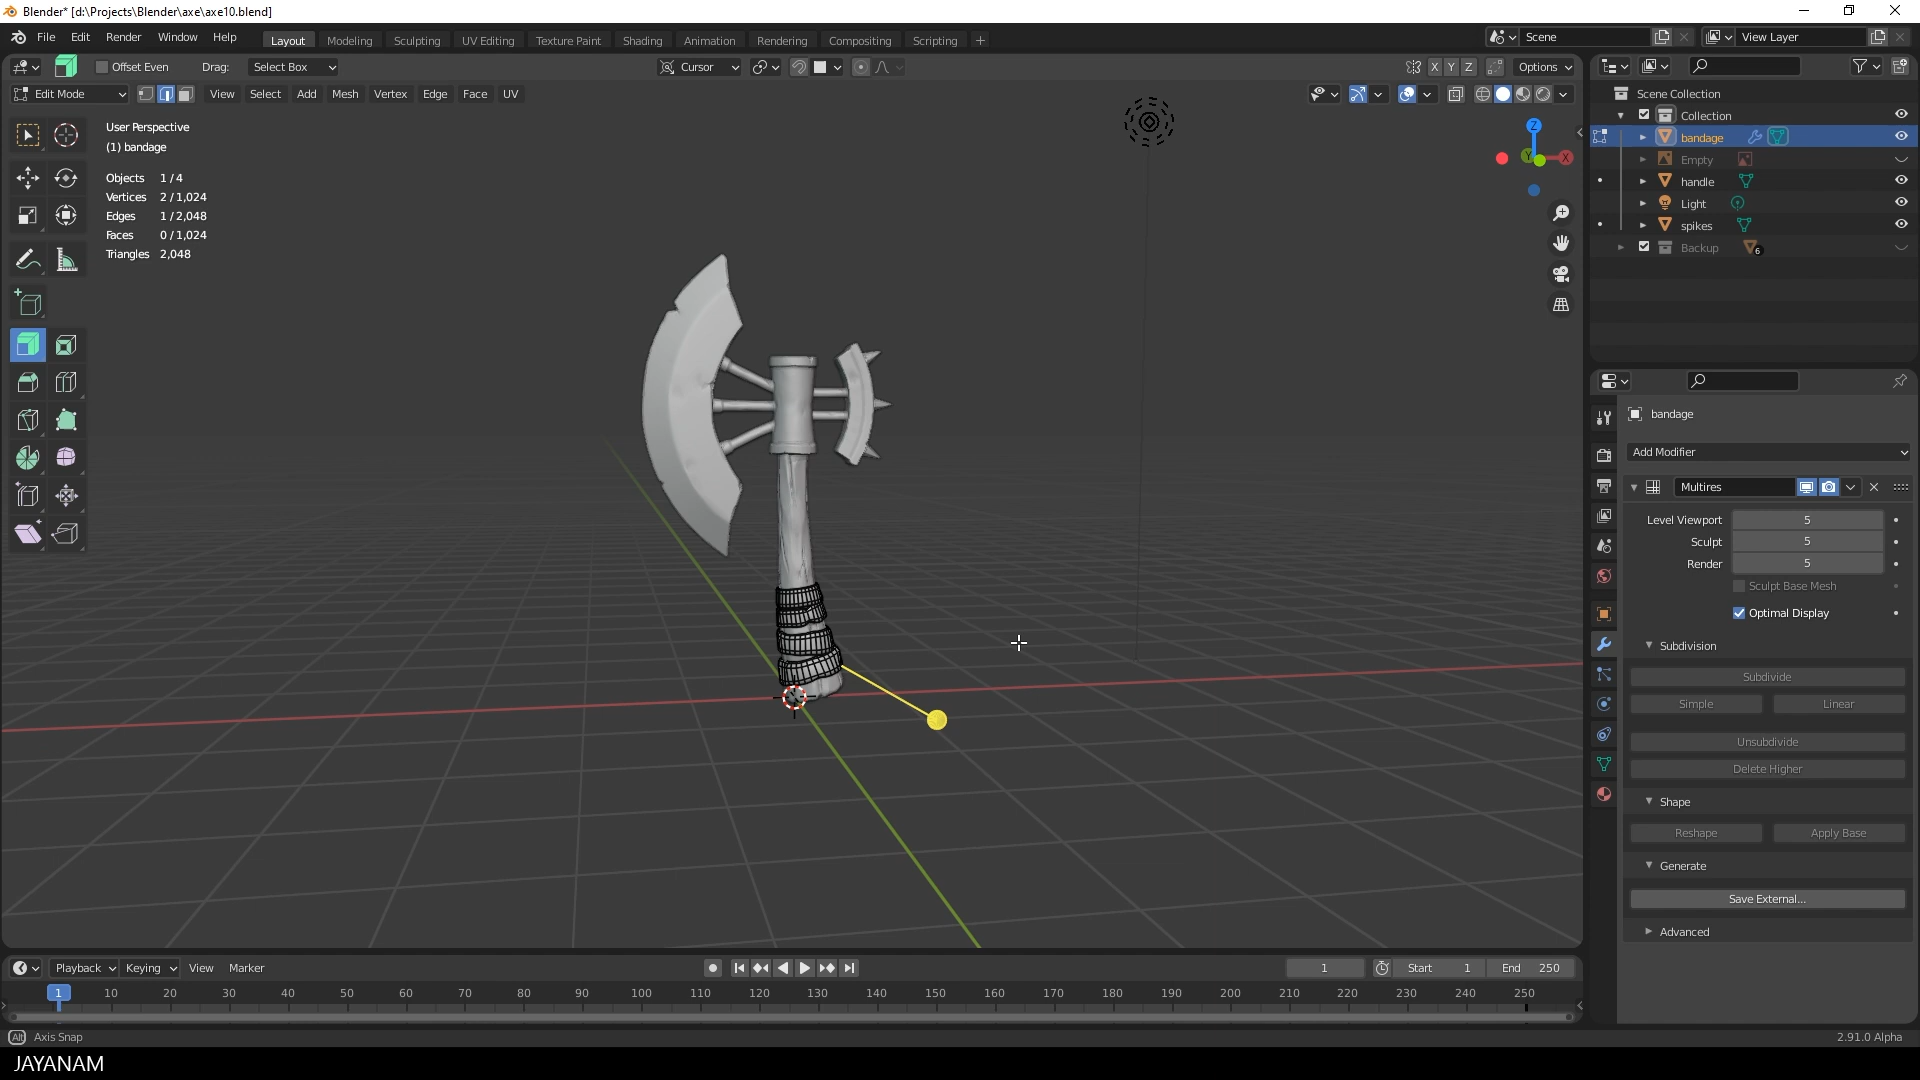 Blender* [d:\Projects\Blender\axe\axe10.blend]
File Edit Render Window Help
Layout Modeling Sculpting UV Editing Texture Paint Shading Animation Rendering Compositing Scripting +
Scene
View Layer
Offset Even Drag: Select Box
Cursor
X Y Z Options
Edit Mode View Select Add Mesh Vertex Edge Face UV
User Perspective
(1) bandage
Objects 1 / 4
Vertices 2 / 1,024
Edges 1 / 2,048
Faces 0 / 1,024
Triangles 2,048
Z
Y
X
Scene Collection
Collection
bandage
Empty
handle
Light
spikes
Backup 6
bandage
Add Modifier
Multires
Level Viewport 5
Sculpt 5
Render 5
Sculpt Base Mesh
Optimal Display
Subdivision
Subdivide
Simple Linear
Unsubdivide
Delete Higher
Shape
Reshape Apply Base
Generate
Save External...
Advanced
Playback Keying View Marker
1 Start 1 End 250
1 10 20 30 40 50 60 70 80 90 100 110 120 130 140 150 160 170 180 190 200 210 220 230 240 250
Alt Axis Snap
2.91.0 Alpha
JAYANAM